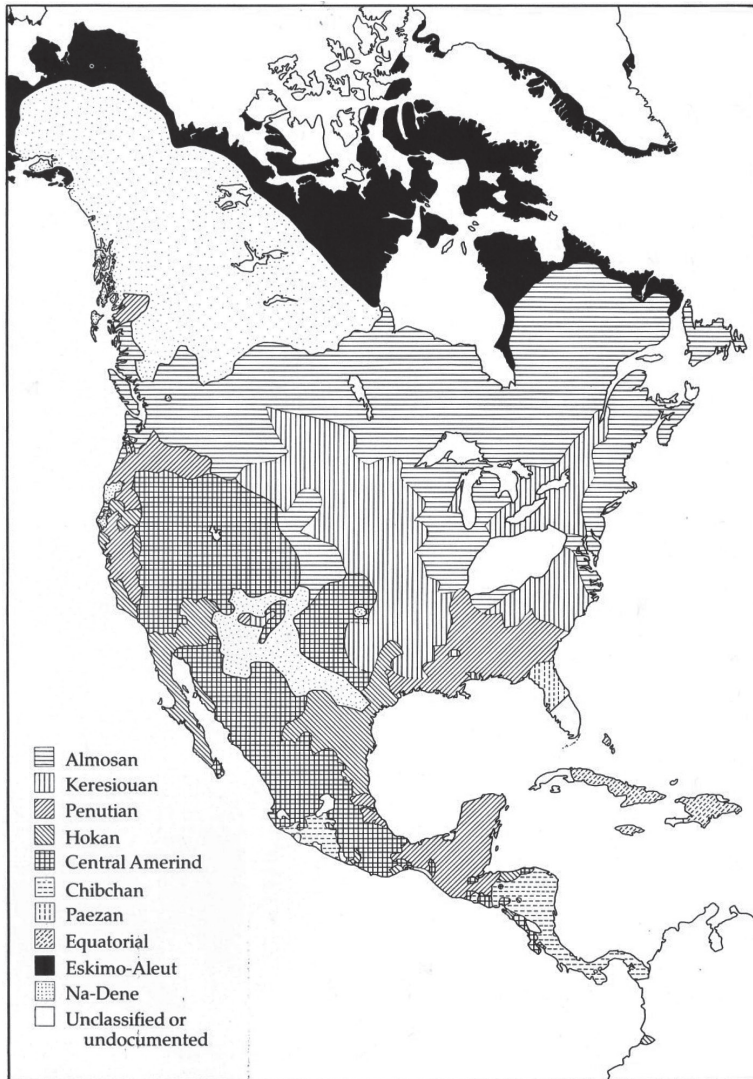 Almosan
Keresiouan
Penutian
Hokan
Central Amerind
Chibchan
Paezan
Equatorial
Eskimo-Aleut
Na-Dene
Unclassified or
undocumented